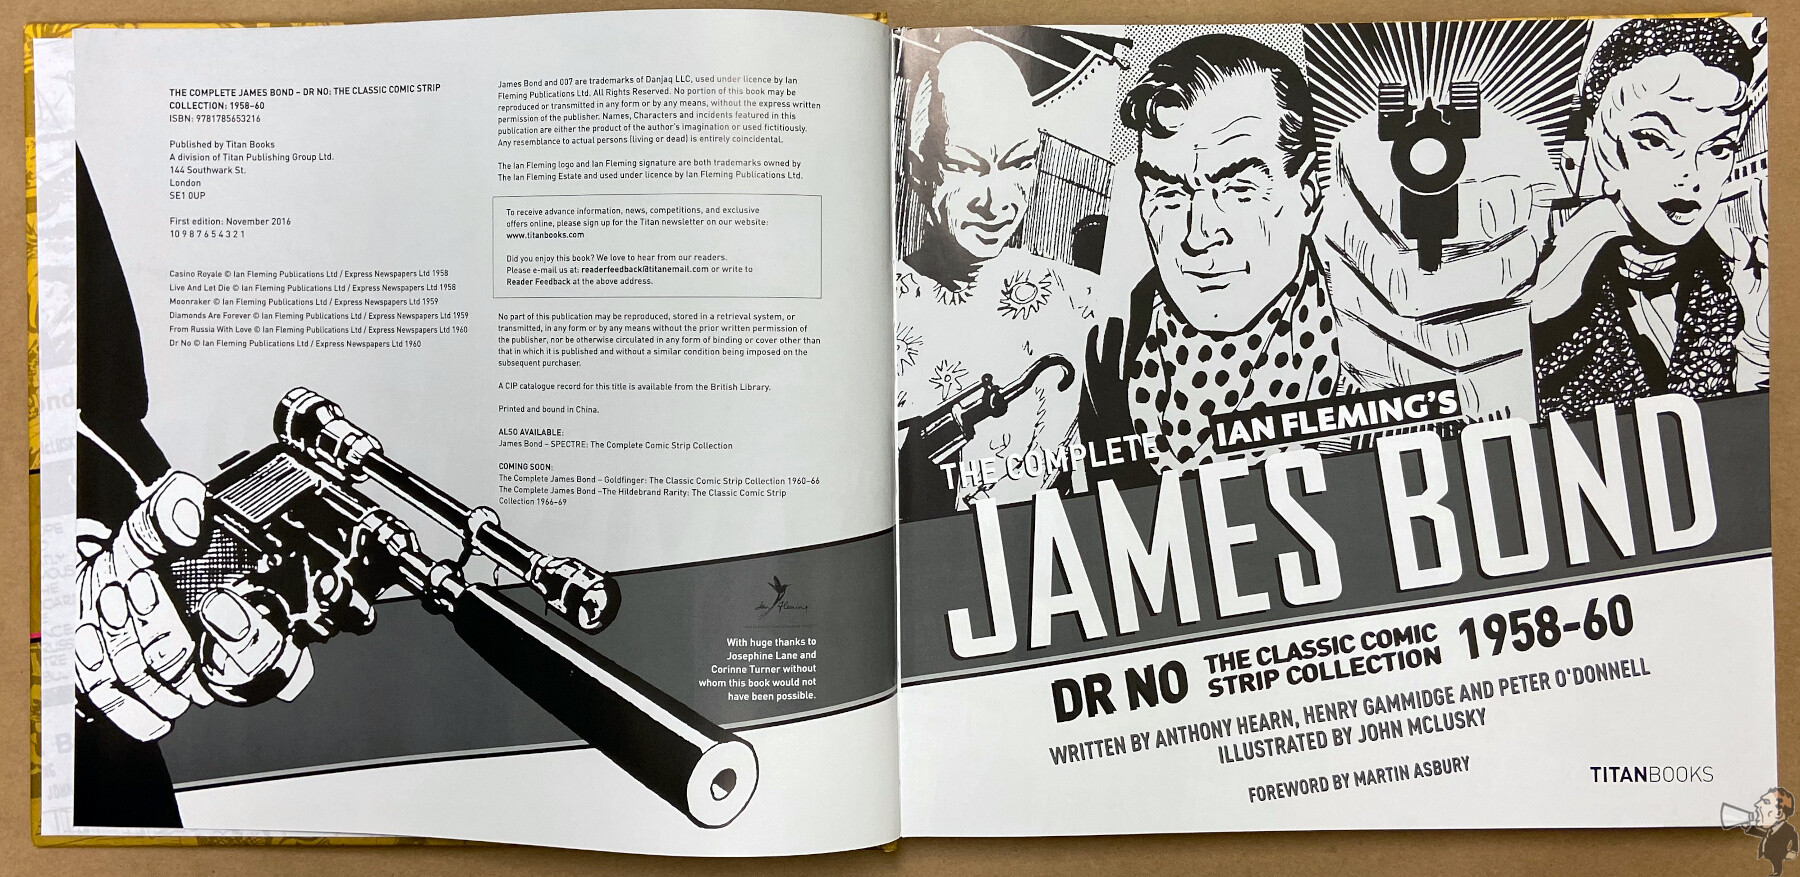 THE COMPLETE JAMES BOND – DR NO: THE CLASSIC COMIC STRIP
COLLECTION: 1958–60
ISBN: 9781785653216
Published by Titan Books
A division of Titan Publishing Group Ltd.
144 Southwark St.
London
SE1 0UP
First edition: November 2016
10 9 8 7 6 5 4 3 2 1
Casino Royale © Ian Fleming Publications Ltd / Express Newspapers Ltd 1958
Live And Let Die © Ian Fleming Publications Ltd / Express Newspapers Ltd 1958
Moonraker © Ian Fleming Publications Ltd / Express Newspapers Ltd 1959
Diamonds Are Forever © Ian Fleming Publications Ltd / Express Newspapers Ltd 1959
From Russia With Love © Ian Fleming Publications Ltd / Express Newspapers Ltd 1960
Dr No © Ian Fleming Publications Ltd / Express Newspapers Ltd 1960
James Bond and 007 are trademarks of Danjaq LLC, used under licence by Ian
Fleming Publications Ltd. All Rights Reserved. No portion of this book may be
reproduced or transmitted in any form or by any means, without the express written
permission of the publisher. Names, Characters and incidents featured in this
publication are either the product of the author's imagination or used fictitiously.
Any resemblance to actual persons (living or dead) is entirely coincidental.
The Ian Fleming logo and Ian Fleming signature are both trademarks owned by
The Ian Fleming Estate and used under licence by Ian Fleming Publications Ltd.
To receive advance information, news, competitions, and exclusive
offers online, please sign up for the Titan newsletter on our website:
www.titanbooks.com
Did you enjoy this book? We love to hear from our readers.
Please e-mail us at: readerfeedback@titanemail.com or write to
Reader Feedback at the above address.
No part of this publication may be reproduced, stored in a retrieval system, or
transmitted, in any form or by any means without the prior written permission of
the publisher, nor be otherwise circulated in any form of binding or cover other than
that in which it is published and without a similar condition being imposed on the
subsequent purchaser.
A CIP catalogue record for this title is available from the British Library.
Printed and bound in China.
ALSO AVAILABLE:
James Bond – SPECTRE: The Complete Comic Strip Collection
COMING SOON:
The Complete James Bond – Goldfinger: The Classic Comic Strip Collection 1960–66
The Complete James Bond –The Hildebrand Rarity: The Classic Comic Strip
Collection 1966–69
Ian Fleming
With huge thanks to
Josephine Lane and
Corinne Turner without
whom this book would not
have been possible.
THE COMPLETE IAN FLEMING'S
JAMES BOND
DR NO THE CLASSIC COMIC STRIP COLLECTION 1958–60
WRITTEN BY ANTHONY HEARN, HENRY GAMMIDGE AND PETER O'DONNELL
ILLUSTRATED BY JOHN MCLUSKY
FOREWORD BY MARTIN ASBURY
TITANBOOKS